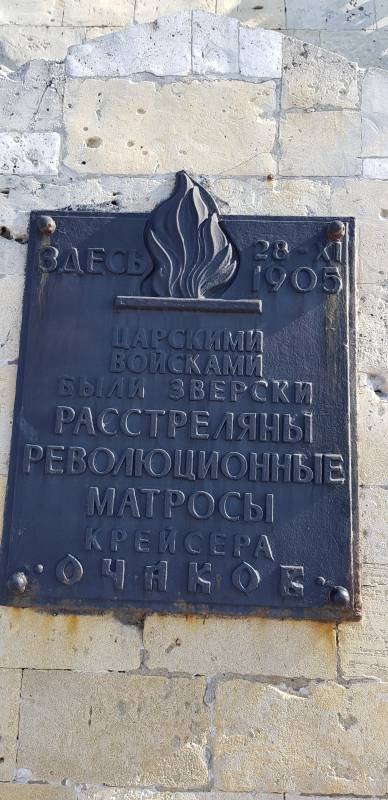 ЗДЕСЬ 28-XI
1905
ЦАРСКИМИ
ВОЙСКАМИ
БЫЛИ ЗВЕРСКИ
РАССТРЕЛЯНЫ
РЕВОЛЮЦИОННЫЕ
МАТРОСЫ
КРЕЙСЕРА
·ОЧАКОВ·